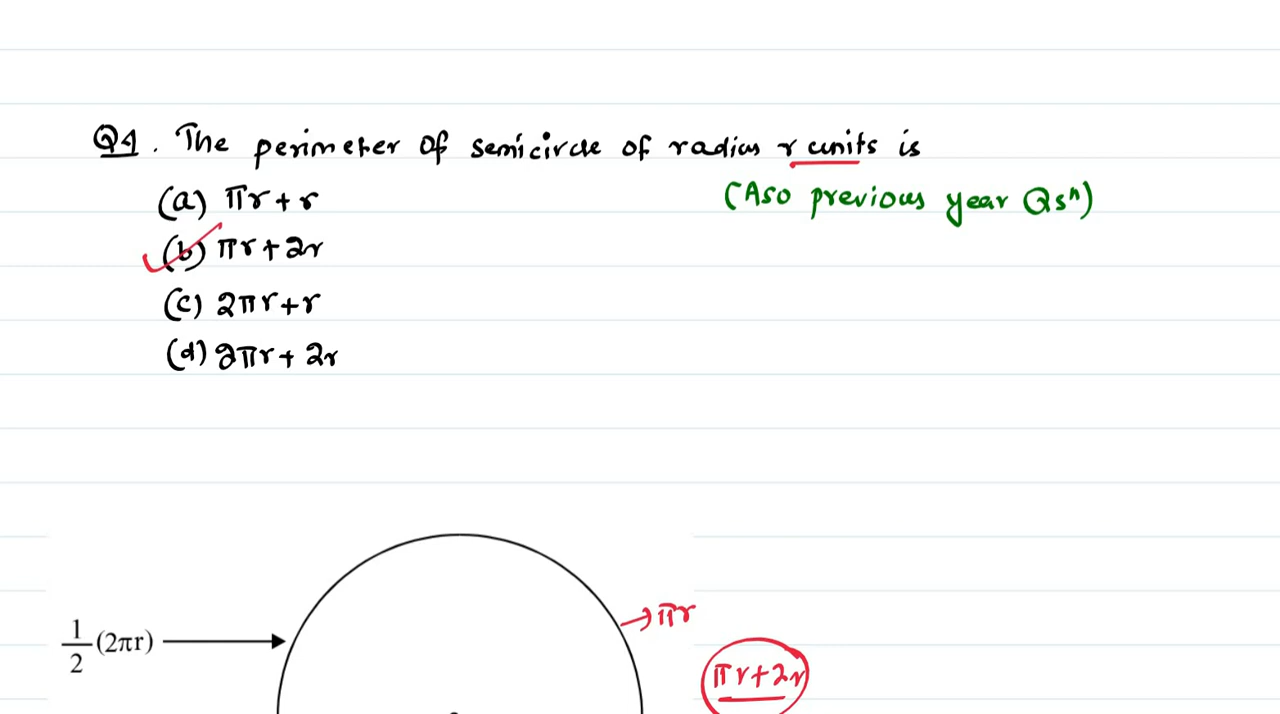 Q4. The perimeter of semicircle of radius r units is
(a) πr + r
(Aso previous year Qsⁿ)
(b) πr + 2r
(c) 2πr + r
(d) 2πr + 2r
→ πr
1/2 (2πr)
πr + 2r